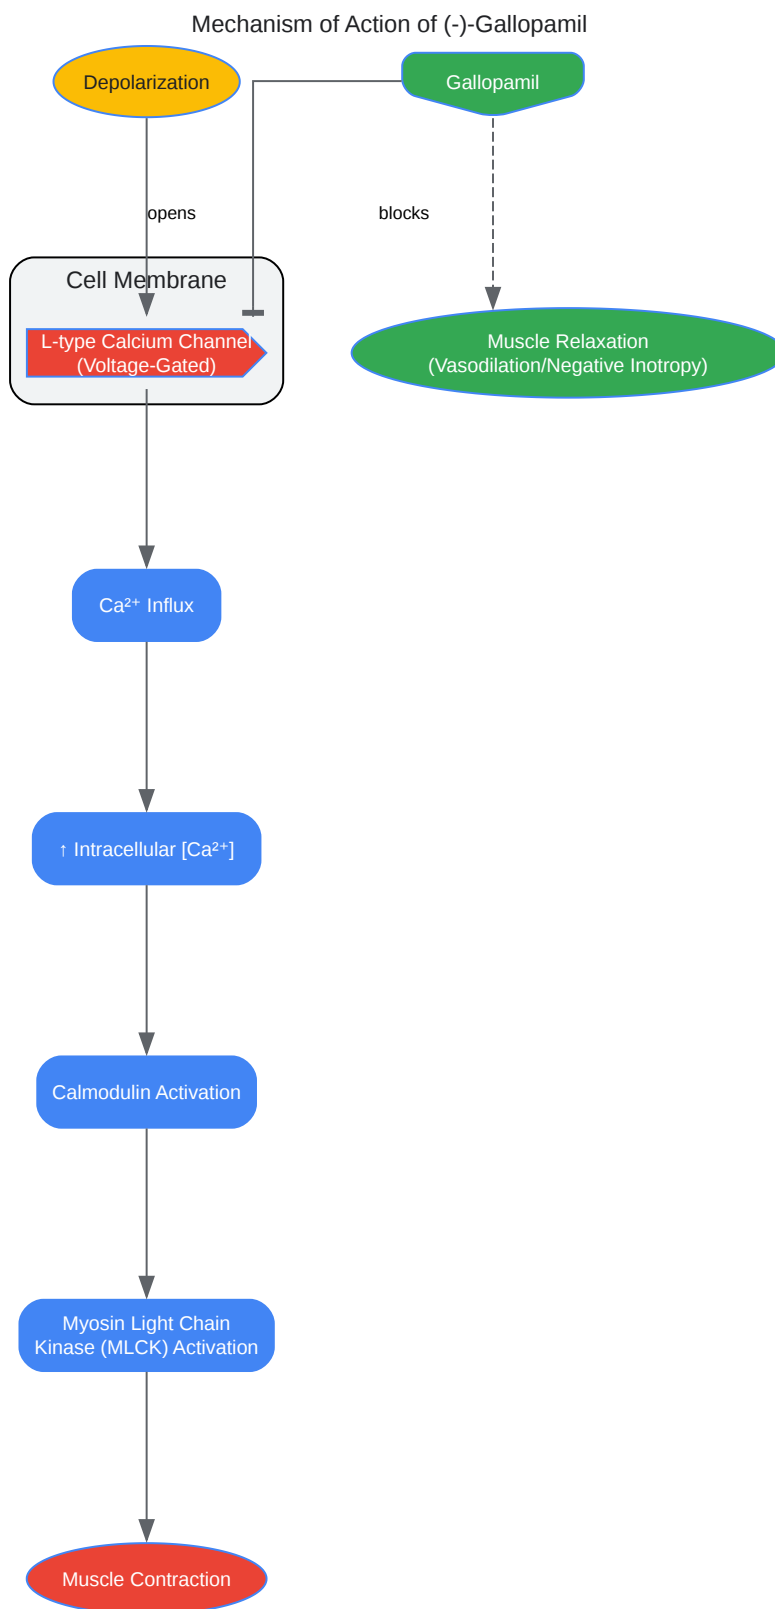 Mechanism of Action of (-)-Gallopamil
Depolarization
Gallopamil
opens
blocks
Cell Membrane
L-type Calcium Channel
(Voltage-Gated)
Muscle Relaxation
(Vasodilation/Negative Inotropy)
Ca²⁺ Influx
↑ Intracellular [Ca²⁺]
Calmodulin Activation
Myosin Light Chain
Kinase (MLCK) Activation
Muscle Contraction